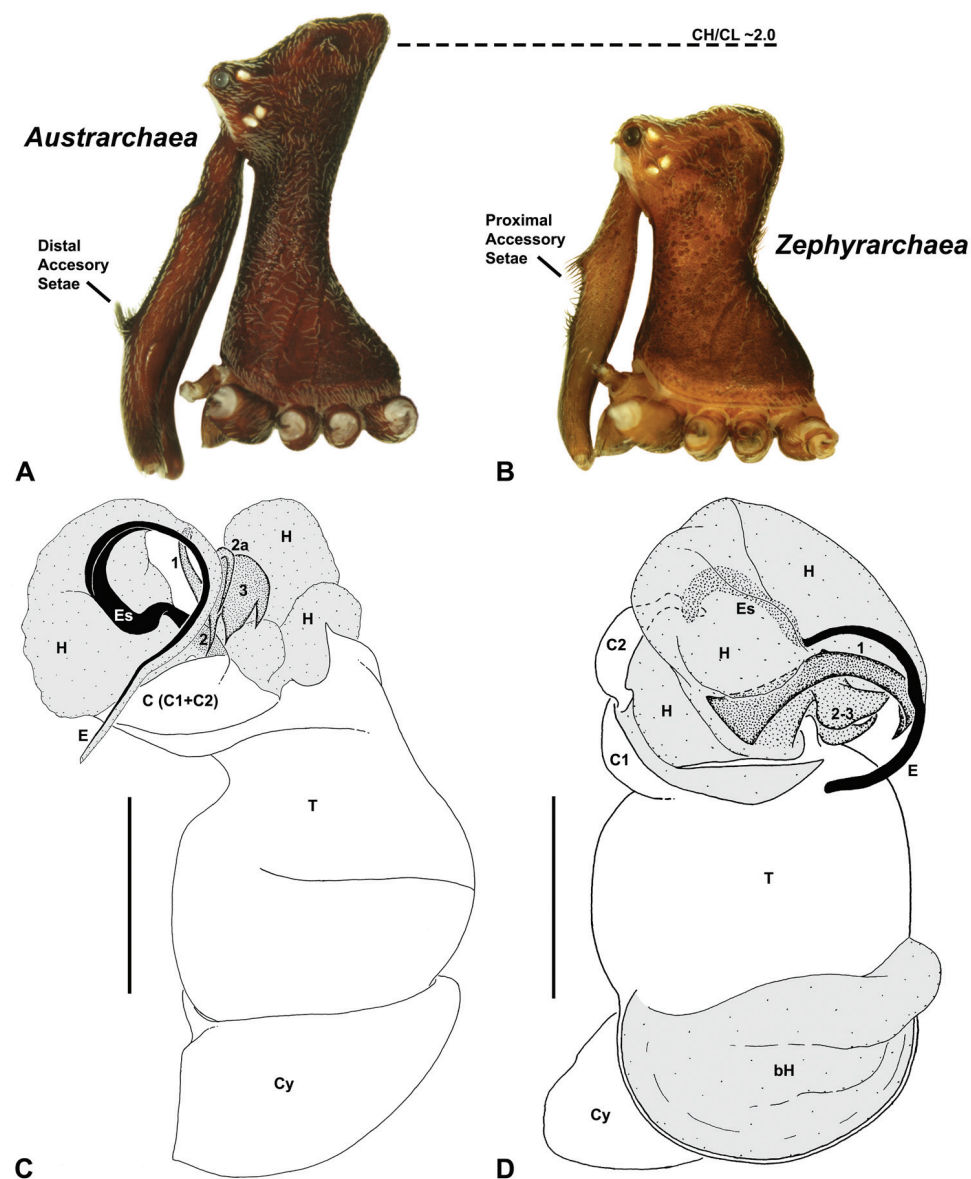 CH/CL ~2.0
Austrarchaea
Distal
Accesory
Setae
A
Proximal
Accessory
Setae
Zephyrarchaea
B
H
1
2a
H
3
Es
H
2
H
C (C1+C2)
E
T
Cy
C
H
Es
C2
H
1
H
2-3
C1
E
T
bH
Cy
D